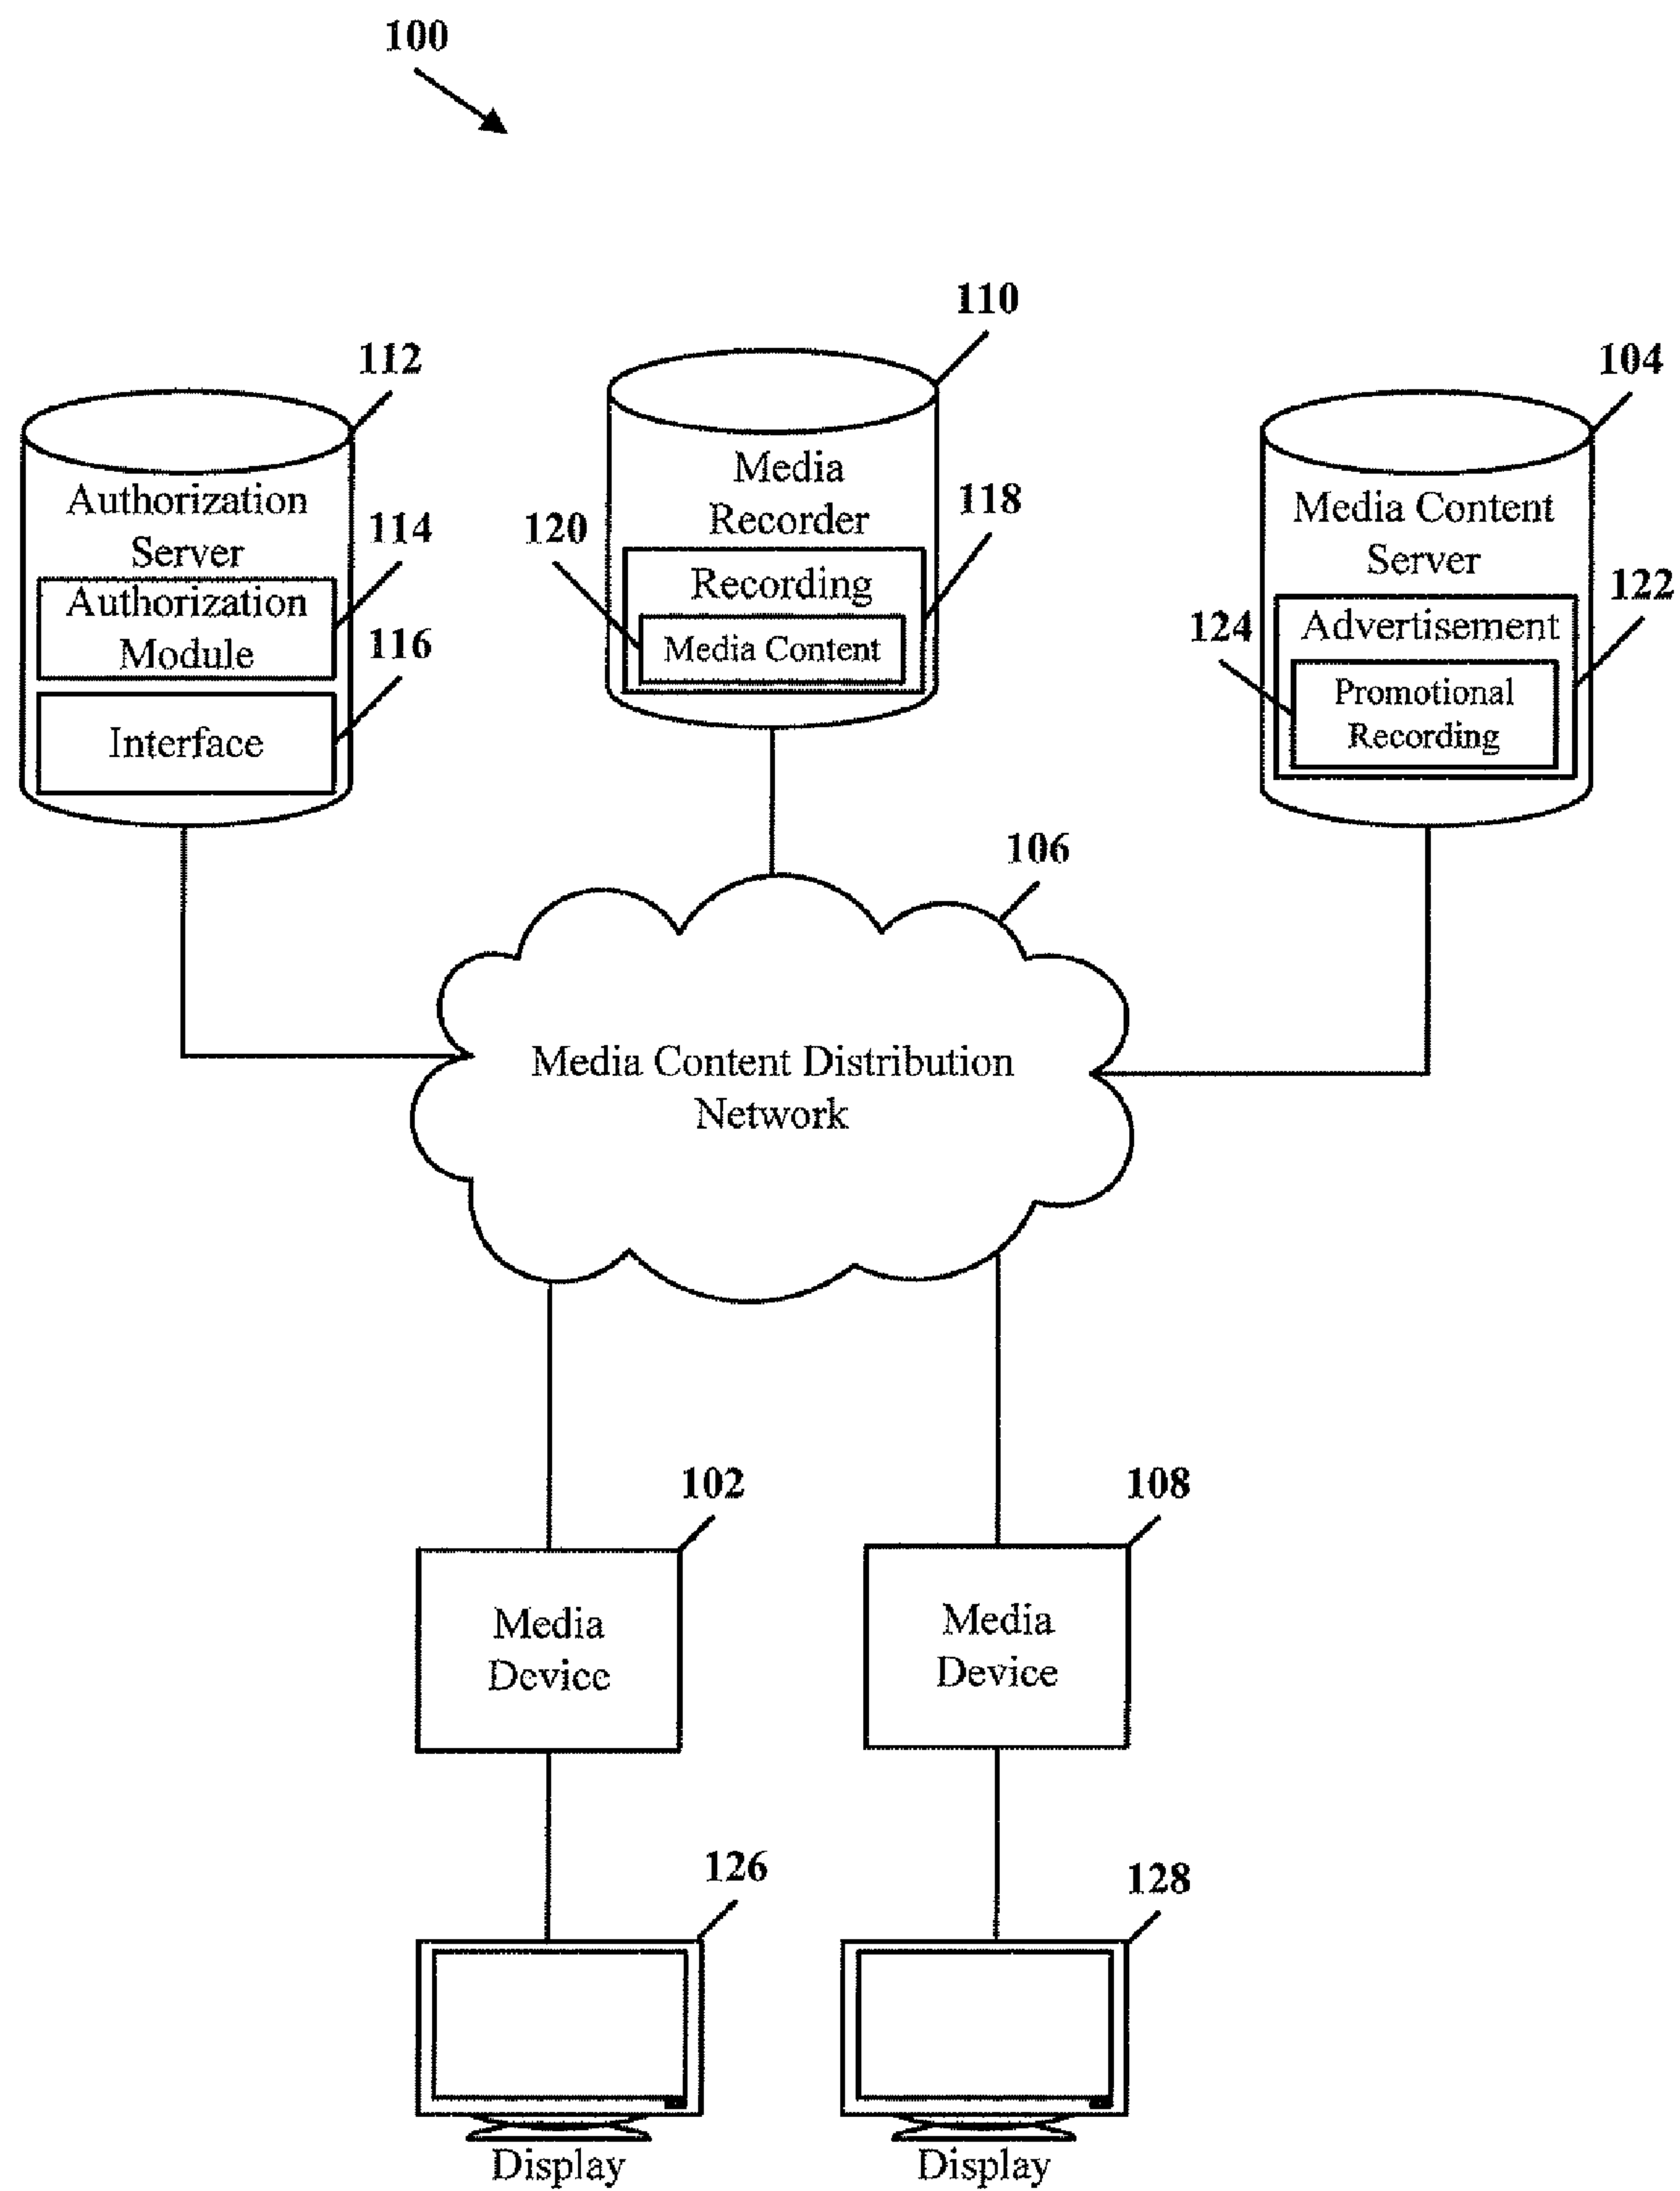 100
110
112
104
Authorization
Server
114
Authorization
Module
116
Interface
Media
Recorder
118
120
Recording
Media Content
Media Content
Server
122
Advertisement
124
Promotional
Recording
106
Media Content Distribution
Network
102
108
Media
Device
Media
Device
126
128
Display
Display